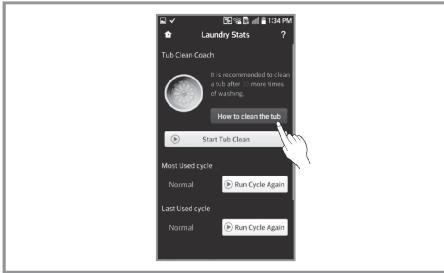 1:34 PM
Laundry Stats ?
Tub Clean Coach
It is recommended to clean
a tub after more times
of washing.
How to clean the tub
Start Tub Clean
Most Used cycle
Normal
Run Cycle Again
Last Used cycle
Normal
Run Cycle Again